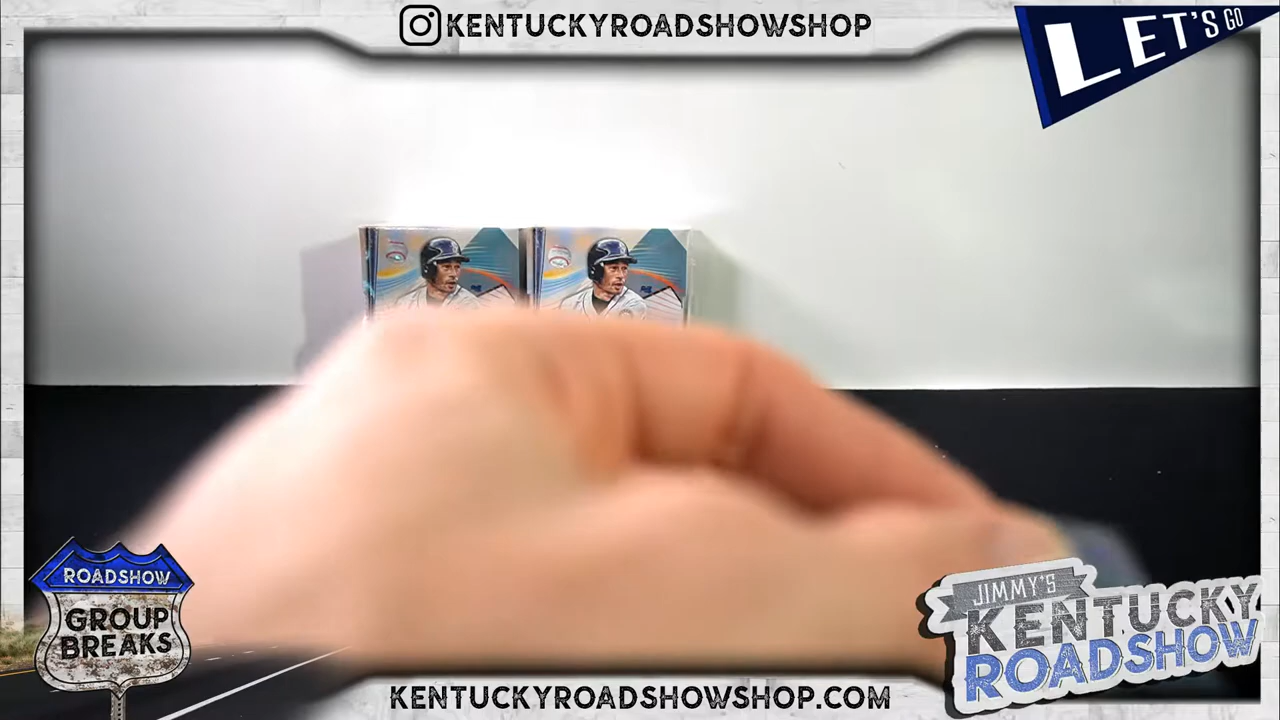 KENTUCKYROADSHOWSHOP
LET'S GO
ROADSHOW
GROUP
BREAKS
JIMMY'S
KENTUCKY
ROADSHOW
KENTUCKYROADSHOWSHOP.COM